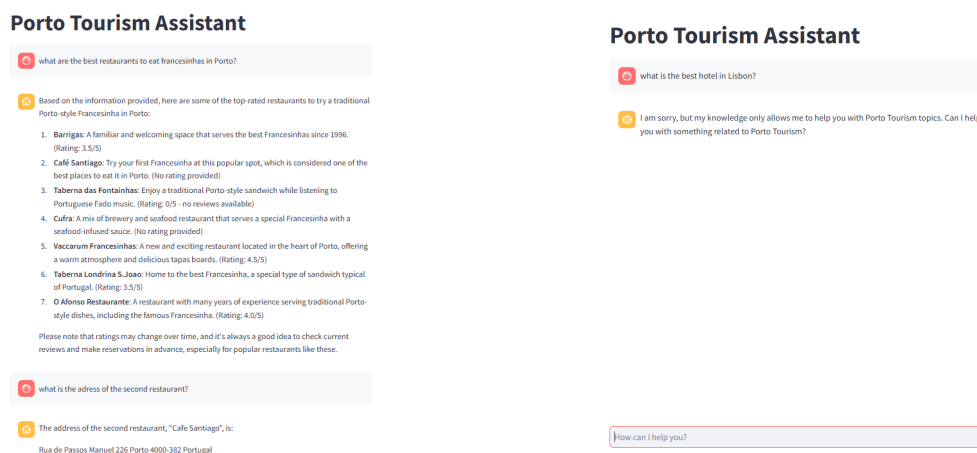 Porto Tourism Assistant
what are the best restaurants to eat francesinhas in Porto?
Based on the information provided, here are some of the top-rated restaurants to try a traditional
Porto-style Francesinha in Porto:
1. Barrigas: A familiar and welcoming space that serves the best Francesinhas since 1996.
(Rating: 3.5/5)
2. Café Santiago: Try your first Francesinha at this popular spot, which is considered one of the
best places to eat it in Porto. (No rating provided)
3. Taberna das Fontainhas: Enjoy a traditional Porto-style sandwich while listening to
Portuguese Fado music. (Rating: 0/5 - no reviews available)
4. Cufra: A mix of brewery and seafood restaurant that serves a special Francesinha with a
seafood-infused sauce. (No rating provided)
5. Vaccarum Francesinhas: A new and exciting restaurant located in the heart of Porto, offering
a warm atmosphere and delicious tapas boards. (Rating: 4.5/5)
6. Taberna Londrina S.Joao: Home to the best Francesinha, a special type of sandwich typical
of Portugal. (Rating: 3.5/5)
7. O Afonso Restaurante: A restaurant with many years of experience serving traditional Porto-
style dishes, including the famous Francesinha. (Rating: 4.0/5)
Please note that ratings may change over time, and it's always a good idea to check current
reviews and make reservations in advance, especially for popular restaurants like these.
what is the adress of the second restaurant?
The address of the second restaurant, "Cafe Santiago", is:
Rua de Passos Manuel 226 Porto 4000-382 Portugal
Porto Tourism Assistant
what is the best hotel in Lisbon?
I am sorry, but my knowledge only allows me to help you with Porto Tourism topics. Can I hel
you with something related to Porto Tourism?
How can I help you?